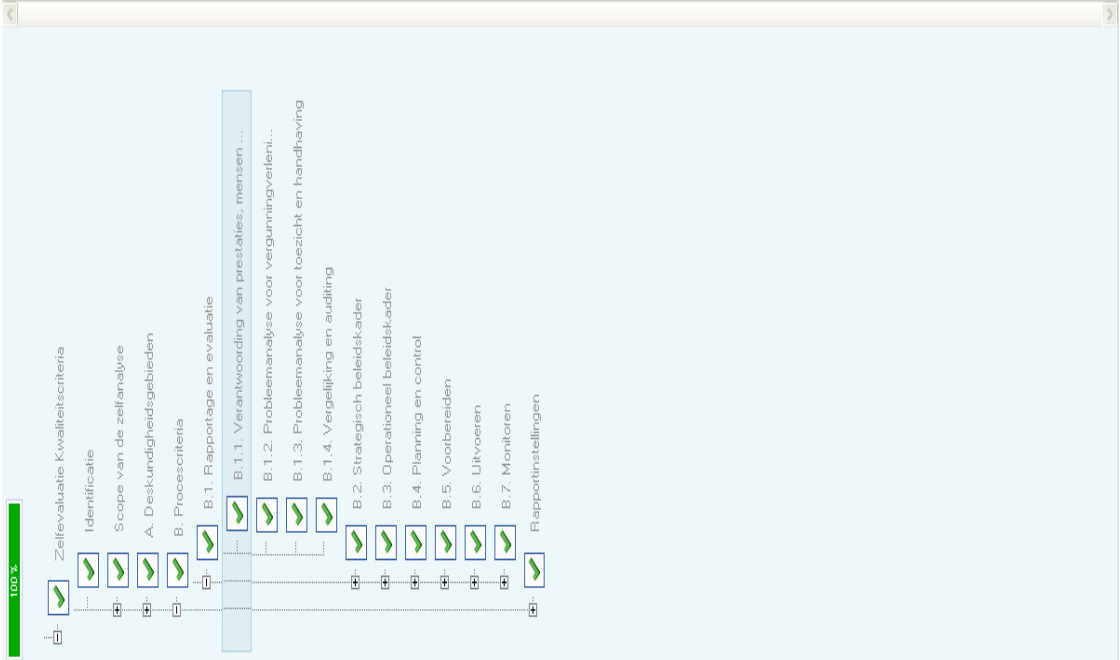 100 %
Zelfevaluatie Kwaliteitscriteria
Identificatie
Scope van de zelfanalyse
A. Deskundigheidsgebieden
B. Procescriteria
B.1. Rapportage en evaluatie
B.1.1. Verantwoording van prestaties, mensen ...
B.1.2. Probleemanalyse voor vergunningverleni...
B.1.3. Probleemanalyse voor toezicht en handhaving
B.1.4. Vergelijking en auditing
B.2. Strategisch beleidskader
B.3. Operationeel beleidskader
B.4. Planning en control
B.5. Voorbereiden
B.6. Uitvoeren
B.7. Monitoren
Rapportinstellingen